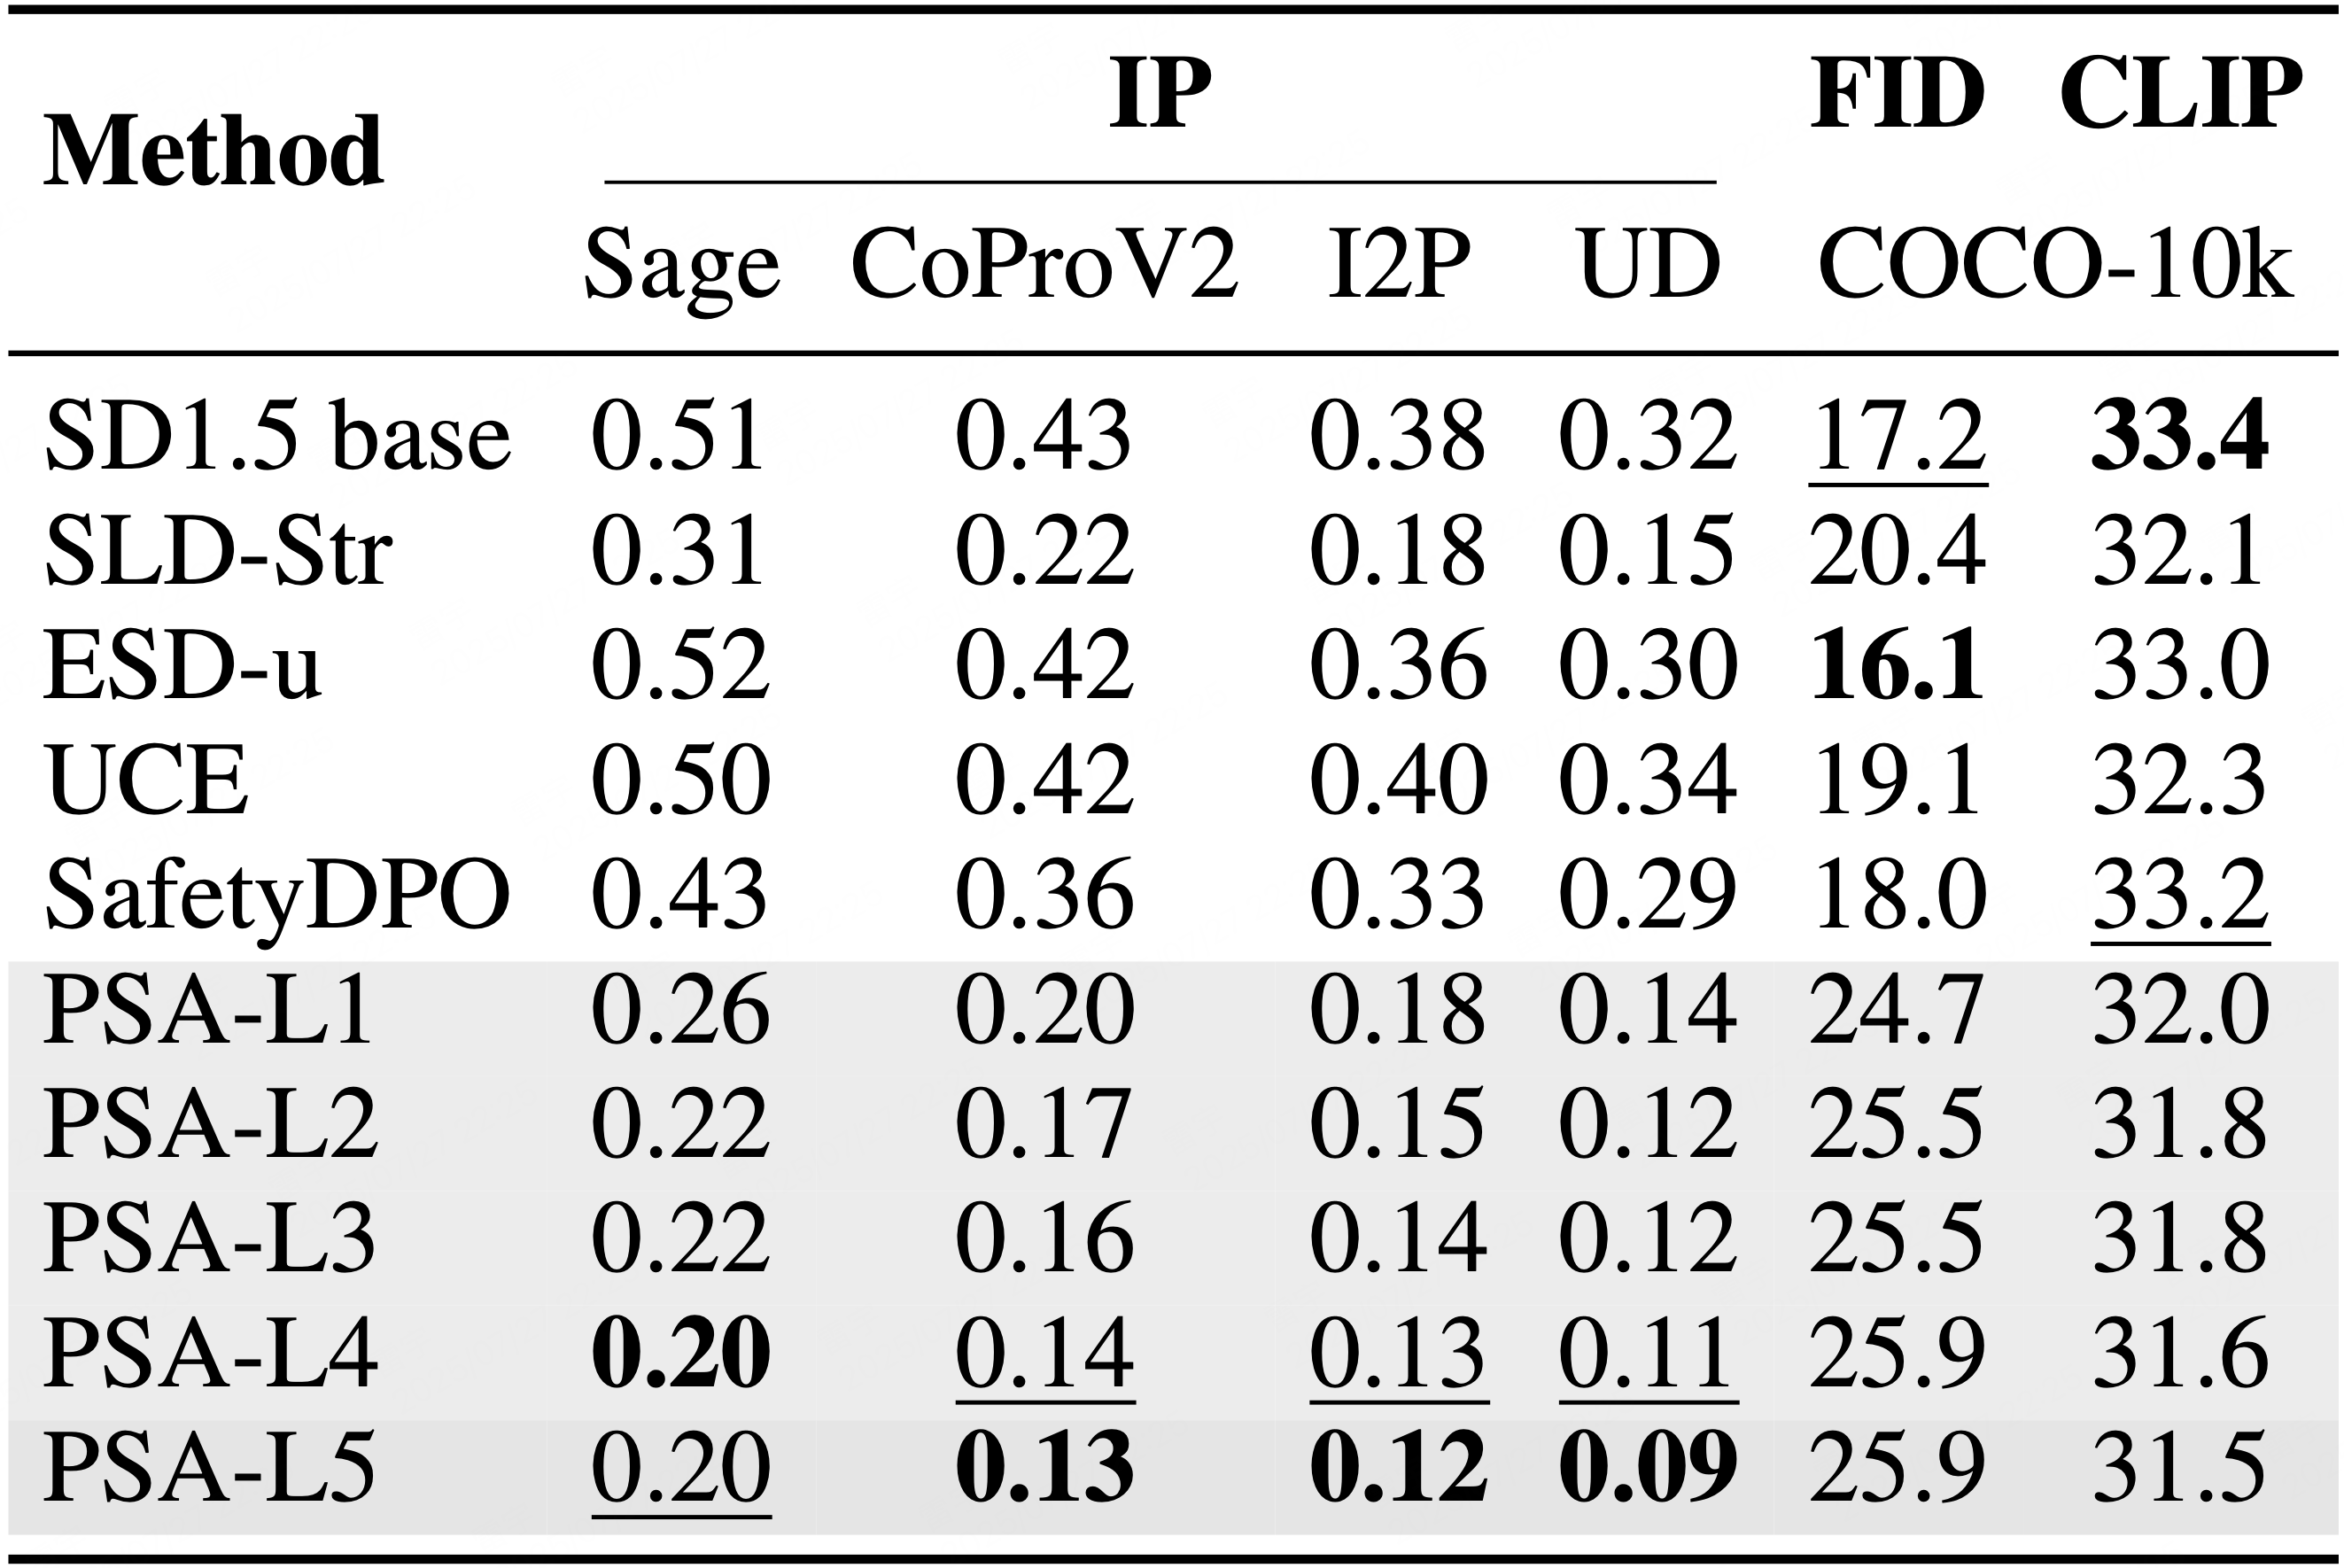 Method IP FID CLIP
Sage CoProV2 I2P UD COCO-10k
SD1.5 base 0.51 0.43 0.38 0.32 17.2 33.4
SLD-Str 0.31 0.22 0.18 0.15 20.4 32.1
ESD-u 0.52 0.42 0.36 0.30 16.1 33.0
UCE 0.50 0.42 0.40 0.34 19.1 32.3
SafetyDPO 0.43 0.36 0.33 0.29 18.0 33.2
PSA-L1 0.26 0.20 0.18 0.14 24.7 32.0
PSA-L2 0.22 0.17 0.15 0.12 25.5 31.8
PSA-L3 0.22 0.16 0.14 0.12 25.5 31.8
PSA-L4 0.20 0.14 0.13 0.11 25.9 31.6
PSA-L5 0.20 0.13 0.12 0.09 25.9 31.5